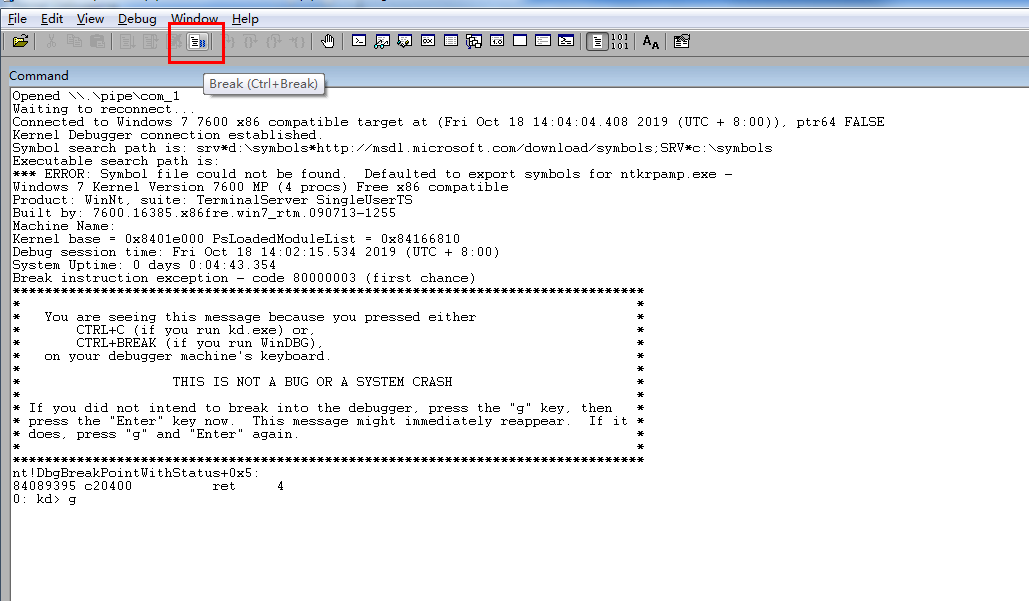 File Edit View Debug Window Help
Command
Break (Ctrl+Break)
Opened \\.\pipe\com_1
Waiting to reconnect...
Connected to Windows 7 7600 x86 compatible target at (Fri Oct 18 14:04:04.408 2019 (UTC + 8:00)), ptr64 FALSE
Kernel Debugger connection established.
Symbol search path is: srv*d:\symbols*http://msdl.microsoft.com/download/symbols;SRV*c:\symbols
Executable search path is:
*** ERROR: Symbol file could not be found.  Defaulted to export symbols for ntkrpamp.exe -
Windows 7 Kernel Version 7600 MP (4 procs) Free x86 compatible
Product: WinNt, suite: TerminalServer SingleUserTS
Built by: 7600.16385.x86fre.win7_rtm.090713-1255
Machine Name:
Kernel base = 0x8401e000 PsLoadedModuleList = 0x84166810
Debug session time: Fri Oct 18 14:02:15.534 2019 (UTC + 8:00)
System Uptime: 0 days 0:04:43.354
Break instruction exception - code 80000003 (first chance)
*******************************************************************************
*                                                                             *
*   You are seeing this message because you pressed either                    *
*       CTRL+C (if you run kd.exe) or,                                        *
*       CTRL+BREAK (if you run WinDBG),                                       *
*   on your debugger machine's keyboard.                                      *
*                                                                             *
*                   THIS IS NOT A BUG OR A SYSTEM CRASH                       *
*                                                                             *
* If you did not intend to break into the debugger, press the "g" key, then   *
* press the "Enter" key now.  This message might immediately reappear.  If it *
* does, press "g" and "Enter" again.                                          *
*                                                                             *
*******************************************************************************
nt!DbgBreakPointWithStatus+0x5:
84089395 c20400          ret     4
0: kd> g